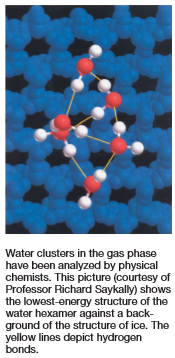 Water clusters in the gas phase
have been analyzed by physical
chemists. This picture (courtesy of
Professor Richard Saykally) shows
the lowest-energy structure of the
water hexamer against a back-
ground of the structure of ice. The
yellow lines depict hydrogen
bonds.